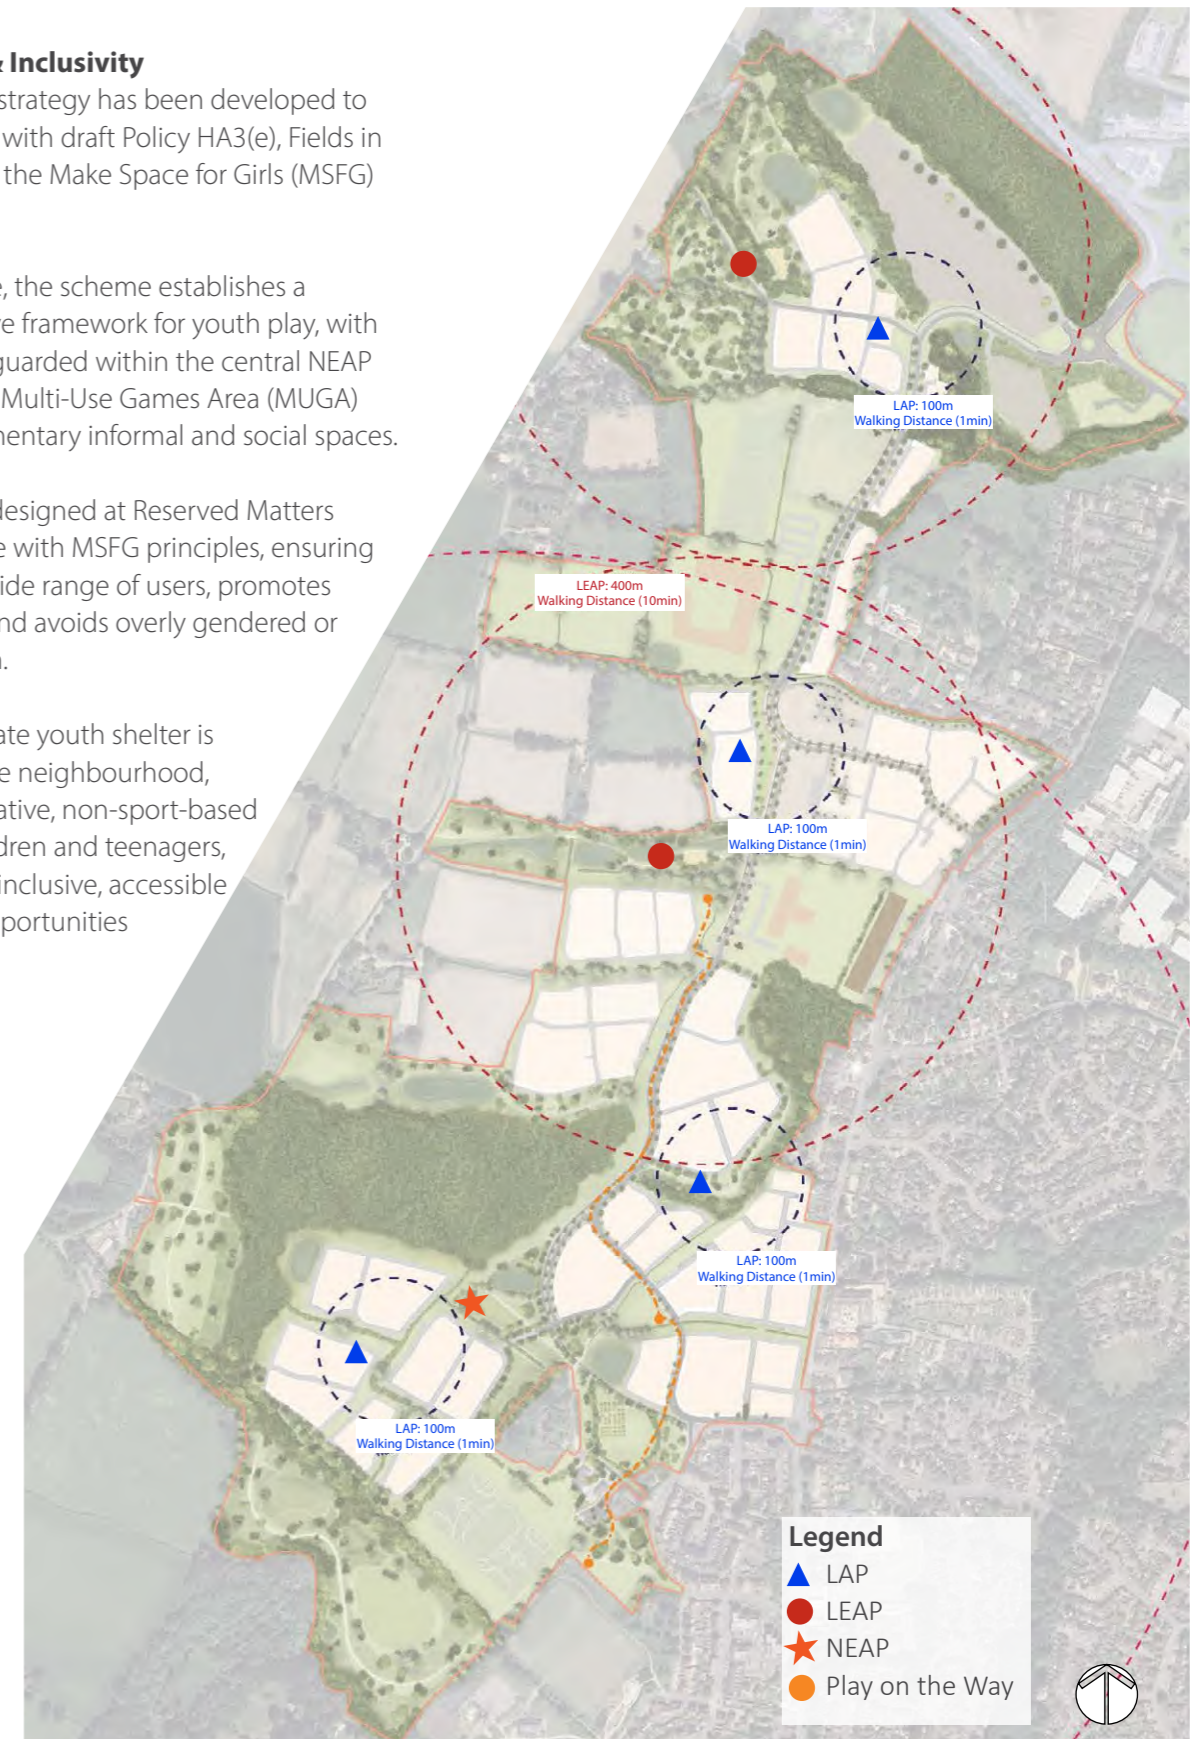 & Inclusivity
strategy has been developed to
with draft Policy HA3(e), Fields in
the Make Space for Girls (MSFG)
e, the scheme establishes a
ve framework for youth play, with
guarded within the central NEAP
Multi-Use Games Area (MUGA)
mentary informal and social spaces.
designed at Reserved Matters
e with MSFG principles, ensuring
ide range of users, promotes
nd avoids overly gendered or
n.
ate youth shelter is
e neighbourhood,
ative, non-sport-based
dren and teenagers,
inclusive, accessible
portunities
LAP: 100m
Walking Distance (1min)
LEAP: 400m
Walking Distance (10min)
LAP: 100m
Walking Distance (1min)
LAP: 100m
Walking Distance (1min)
LAP: 100m
Walking Distance (1min)
Legend
LAP
LEAP
NEAP
Play on the Way